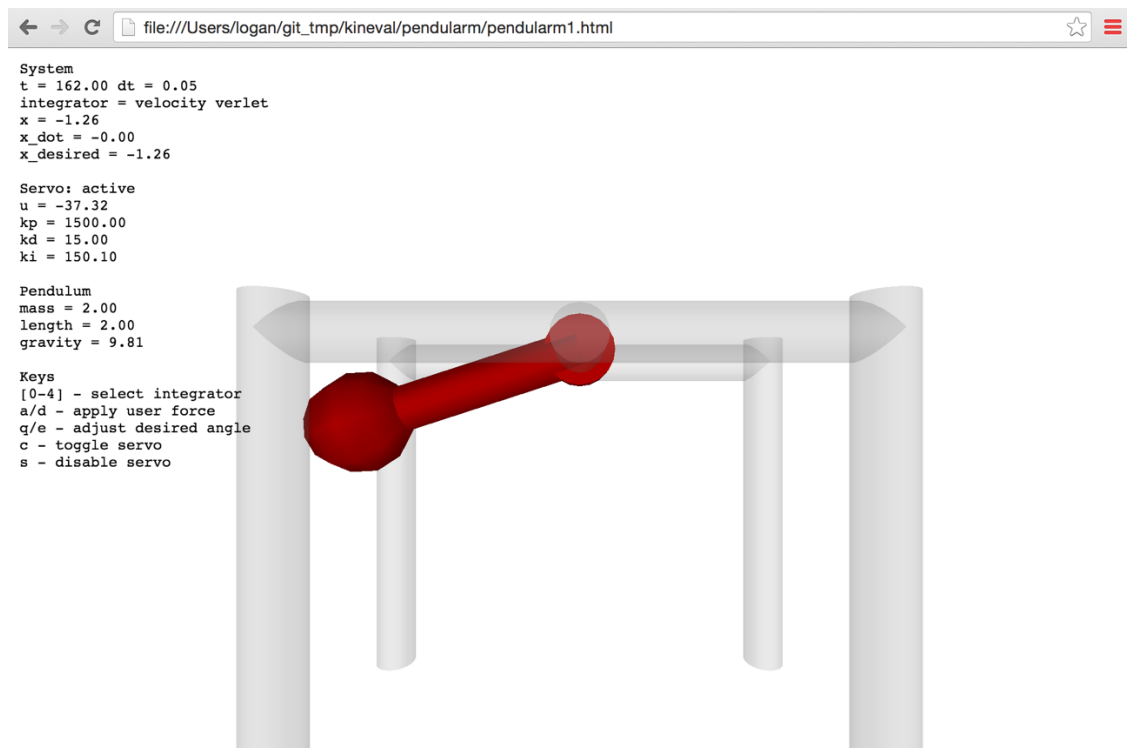 file:///Users/logan/git_tmp/kineval/pendularm/pendularm1.html
System
t = 162.00 dt = 0.05
integrator = velocity verlet
x = -1.26
x_dot = -0.00
x_desired = -1.26
Servo: active
u = -37.32
kp = 1500.00
kd = 15.00
ki = 150.10
Pendulum
mass = 2.00
length = 2.00
gravity = 9.81
Keys
[0-4] - select integrator
a/d - apply user force
q/e - adjust desired angle
c - toggle servo
s - disable servo